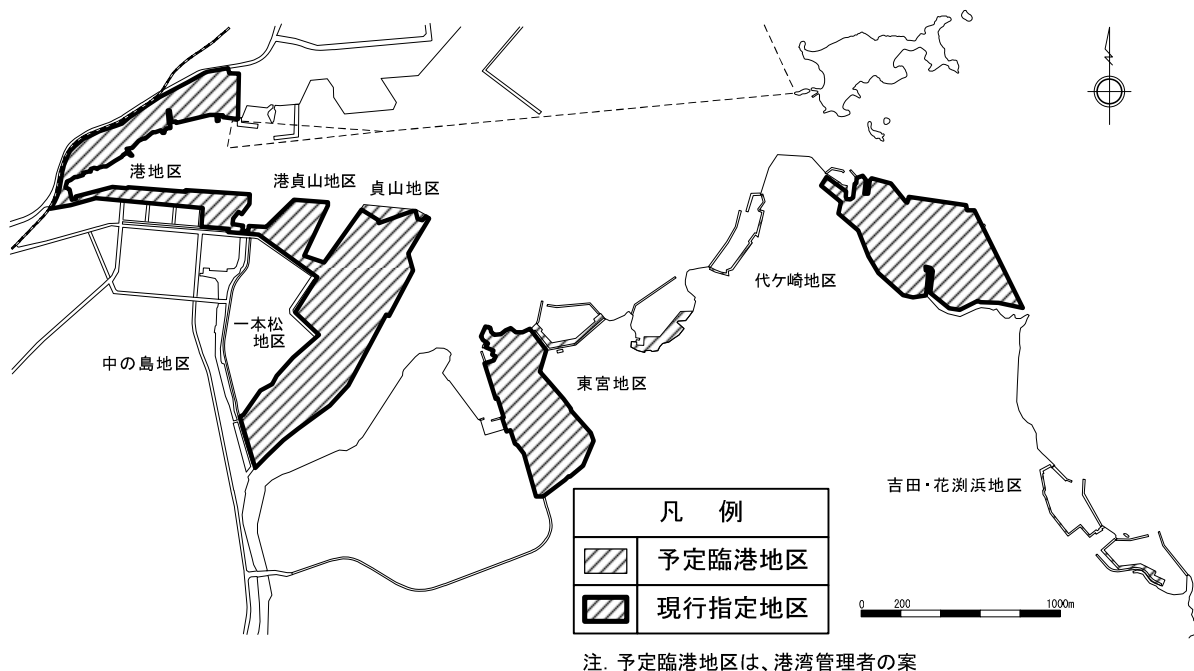 港地区
港貞山地区
貞山地区
代ケ崎地区
一本松
地区
中の島地区
東宮地区
吉田・花渕浜地区
凡 例
予定臨港地区
現行指定地区
0 200 1000m
注. 予定臨港地区は、港湾管理者の案